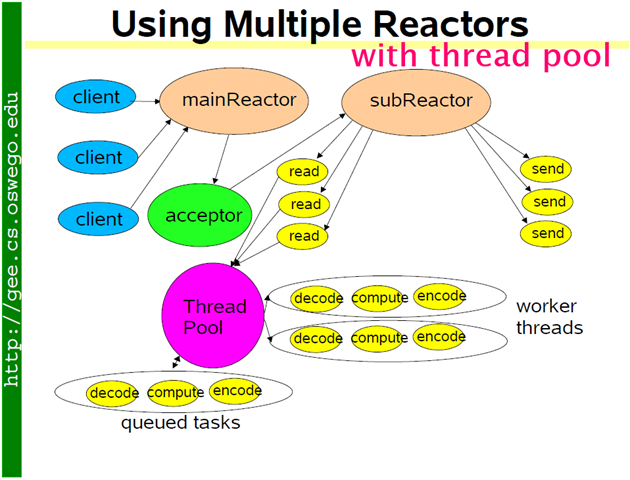 Using Multiple Reactors
with thread pool
http://gee.cs.oswego.edu
client
mainReactor
subReactor
client
client
acceptor
read
read
read
send
send
send
Thread
Pool
decode compute encode
decode compute encode
worker
threads
decode compute encode
queued tasks